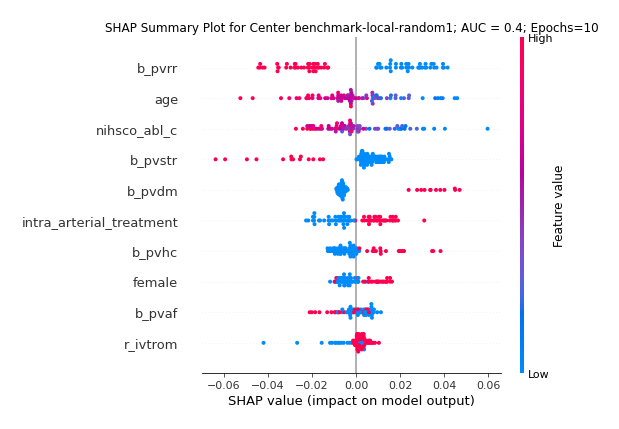 SHAP Summary Plot for Center benchmark-local-random1; AUC = 0.4; Epochs=10
High
b_pvrr
age
nihsco_abl_c
b_pvstr
b_pvdm
intra_arterial_treatment
b_pvhc
female
b_pvaf
r_ivtrom
Feature value
Low
−0.06 −0.04 −0.02 0.00 0.02 0.04 0.06
SHAP value (impact on model output)